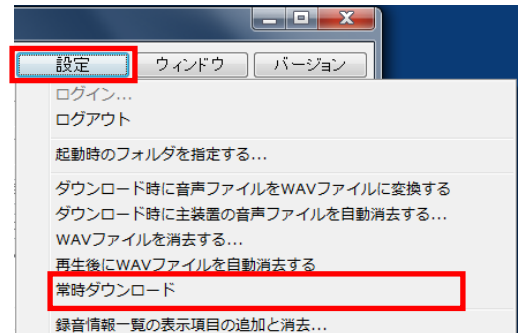 設定 ウィンドウ バージョン
ログイン...
ログアウト
起動時のフォルダを指定する...
ダウンロード時に音声ファイルをWAVファイルに変換する
ダウンロード時に主装置の音声ファイルを自動消去する...
WAVファイルを消去する...
再生後にWAVファイルを自動消去する
常時ダウンロード
録音情報一覧の表示項目の追加と消去...